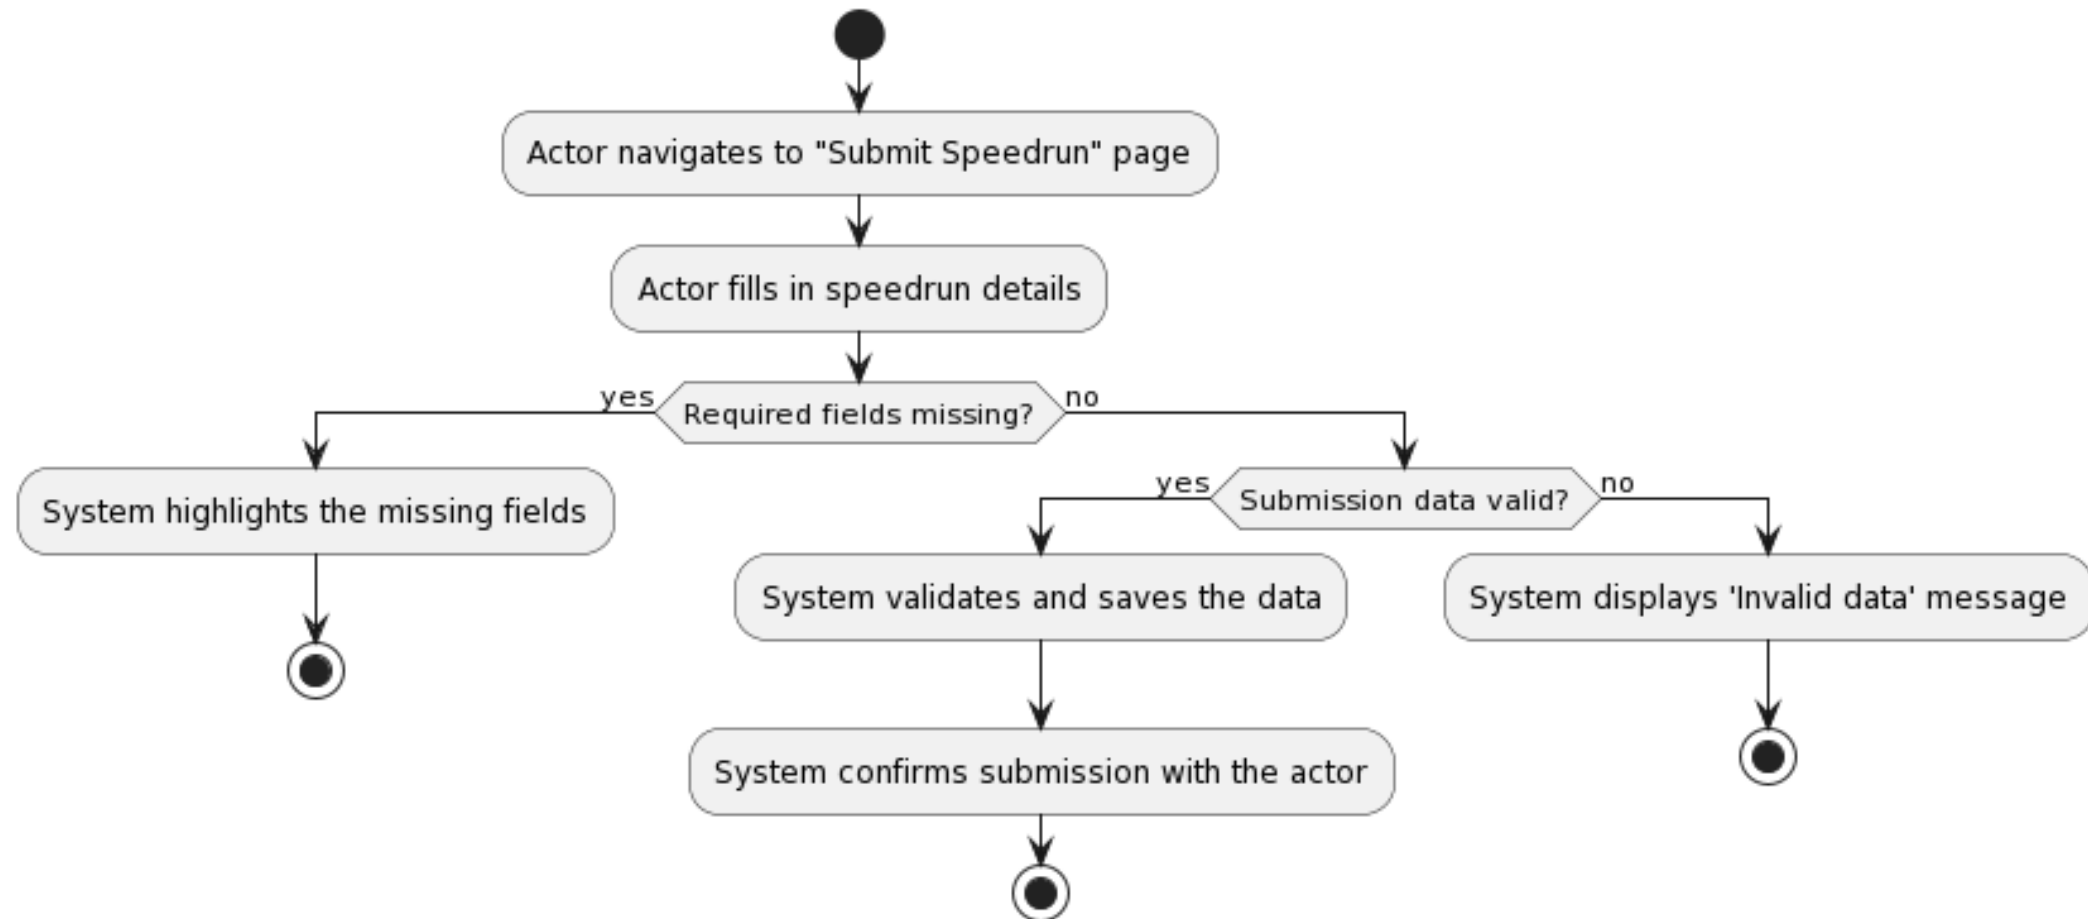 Actor navigates to "Submit Speedrun" page
Actor fills in speedrun details
yes
Required fields missing?
no
System highlights the missing fields
yes
Submission data valid?
no
System validates and saves the data
System displays 'Invalid data' message
System confirms submission with the actor